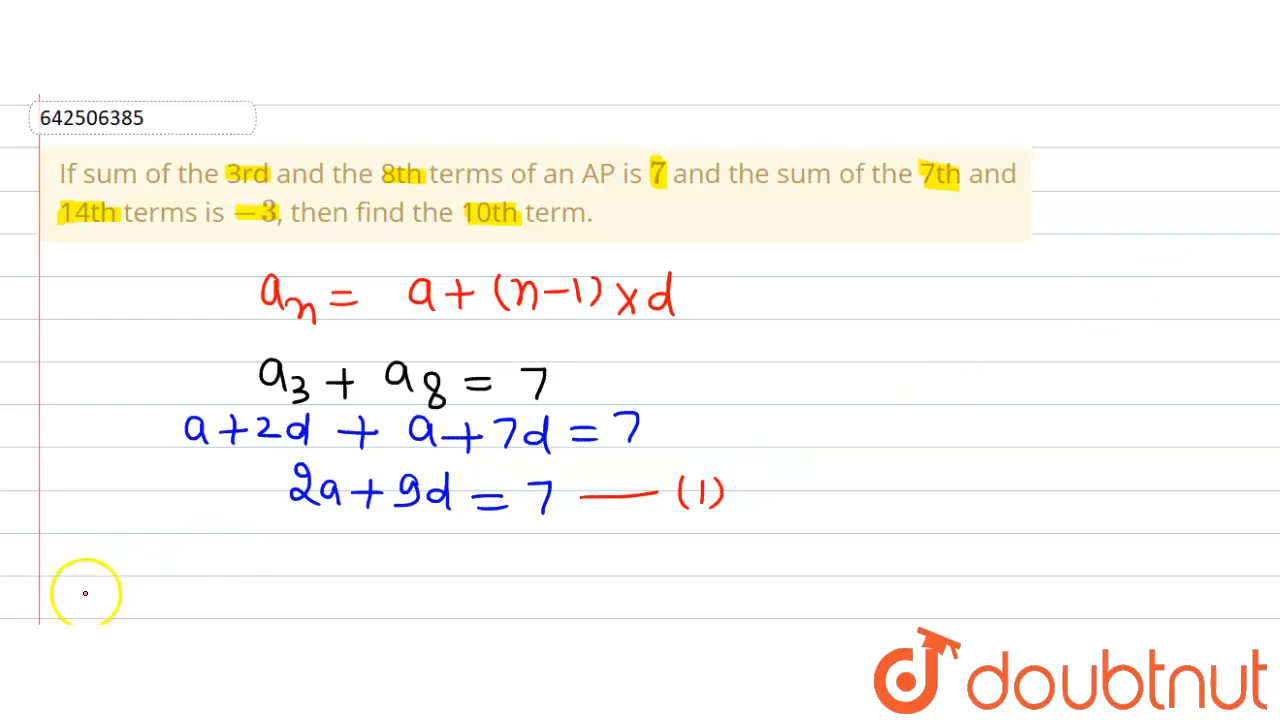 642506385
If sum of the 3rd and the 8th terms of an AP is 7 and the sum of the 7th and
14th terms is −3, then find the 10th term.
aₙ = a + (n-1) × d
a₃ + a₈ = 7
a + 2d + a + 7d = 7
2a + 9d = 7 —— (1)
doubtnut